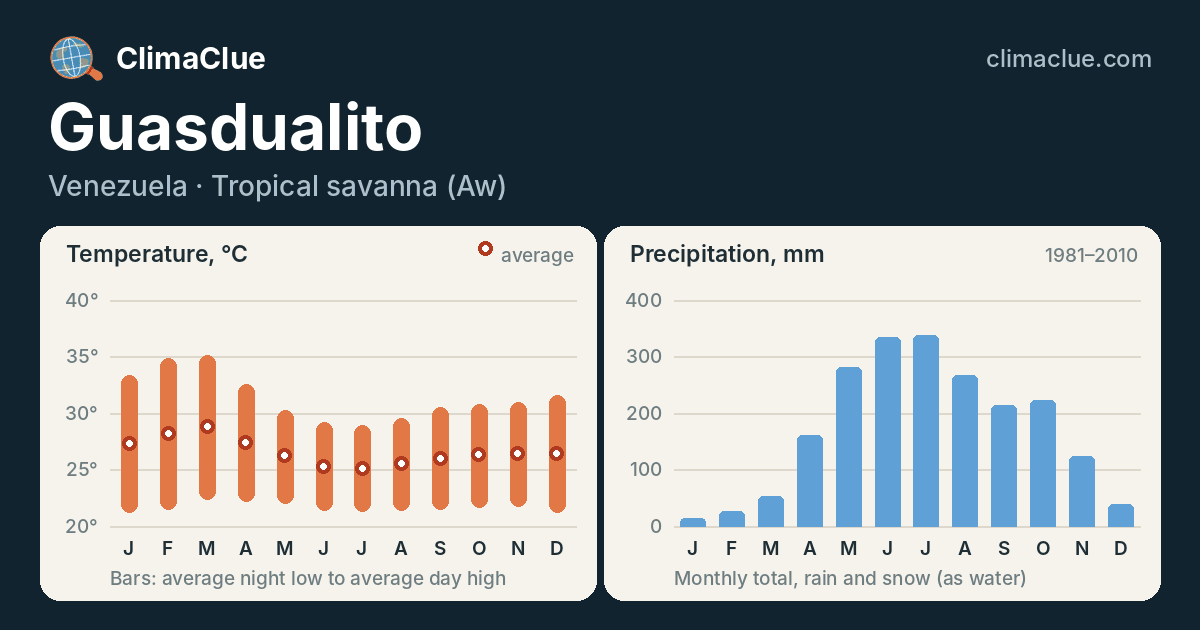 ClimaClue
climaclue.com
Guasdualito
Venezuela · Tropical savanna (Aw)
Temperature, °C
average
40°
35°
30°
25°
20°
J F M A M J J A S O N D
Bars: average night low to average day high
Precipitation, mm
1981–2010
400
300
200
100
0
J F M A M J J A S O N D
Monthly total, rain and snow (as water)